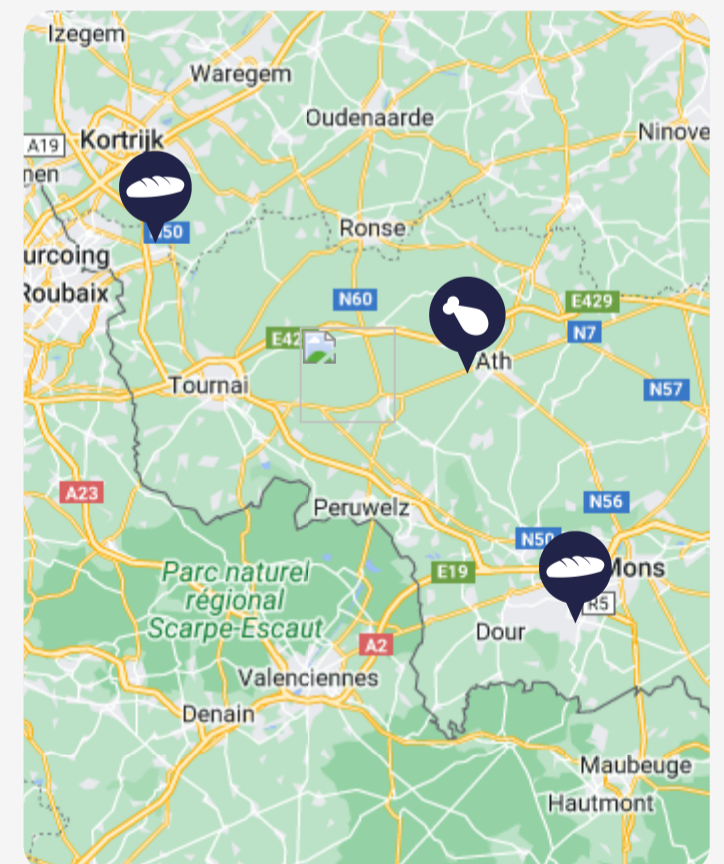 Izegem
Waregem
Oudenaarde
Kortrijk
A19
Ninove
nen
Ronse
50
urcoing
Roubaix
N60
E429
E42
N7
Ath
Tournai
N57
A23
N56
Peruwelz
N50
Mons
E19
Parc naturel
régional
Scarpe-Escaut
R5
Dour
A2
Valenciennes
Denain
Maubeuge
Hautmont